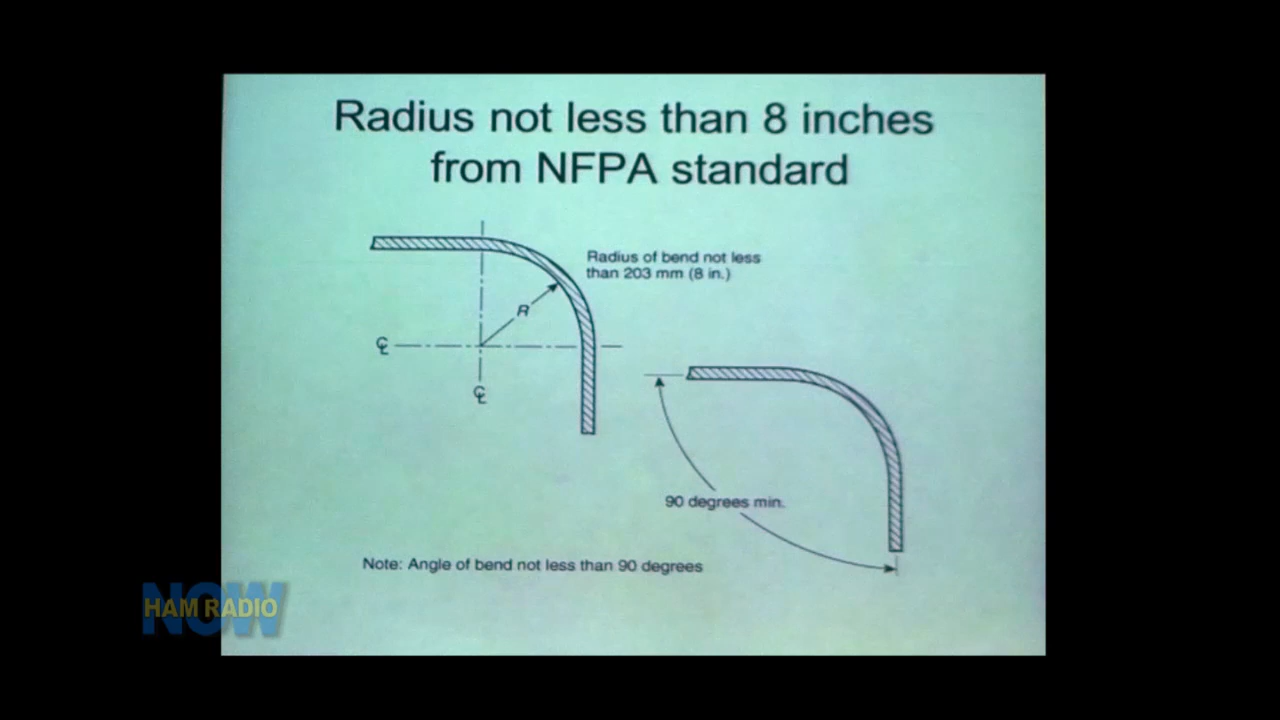 Radius not less than 8 inches
from NFPA standard
Radius of bend not less
than 203 mm (8 in.)
R
℄
℄
90 degrees min.
Note: Angle of bend not less than 90 degrees
NOW
HAM RADIO